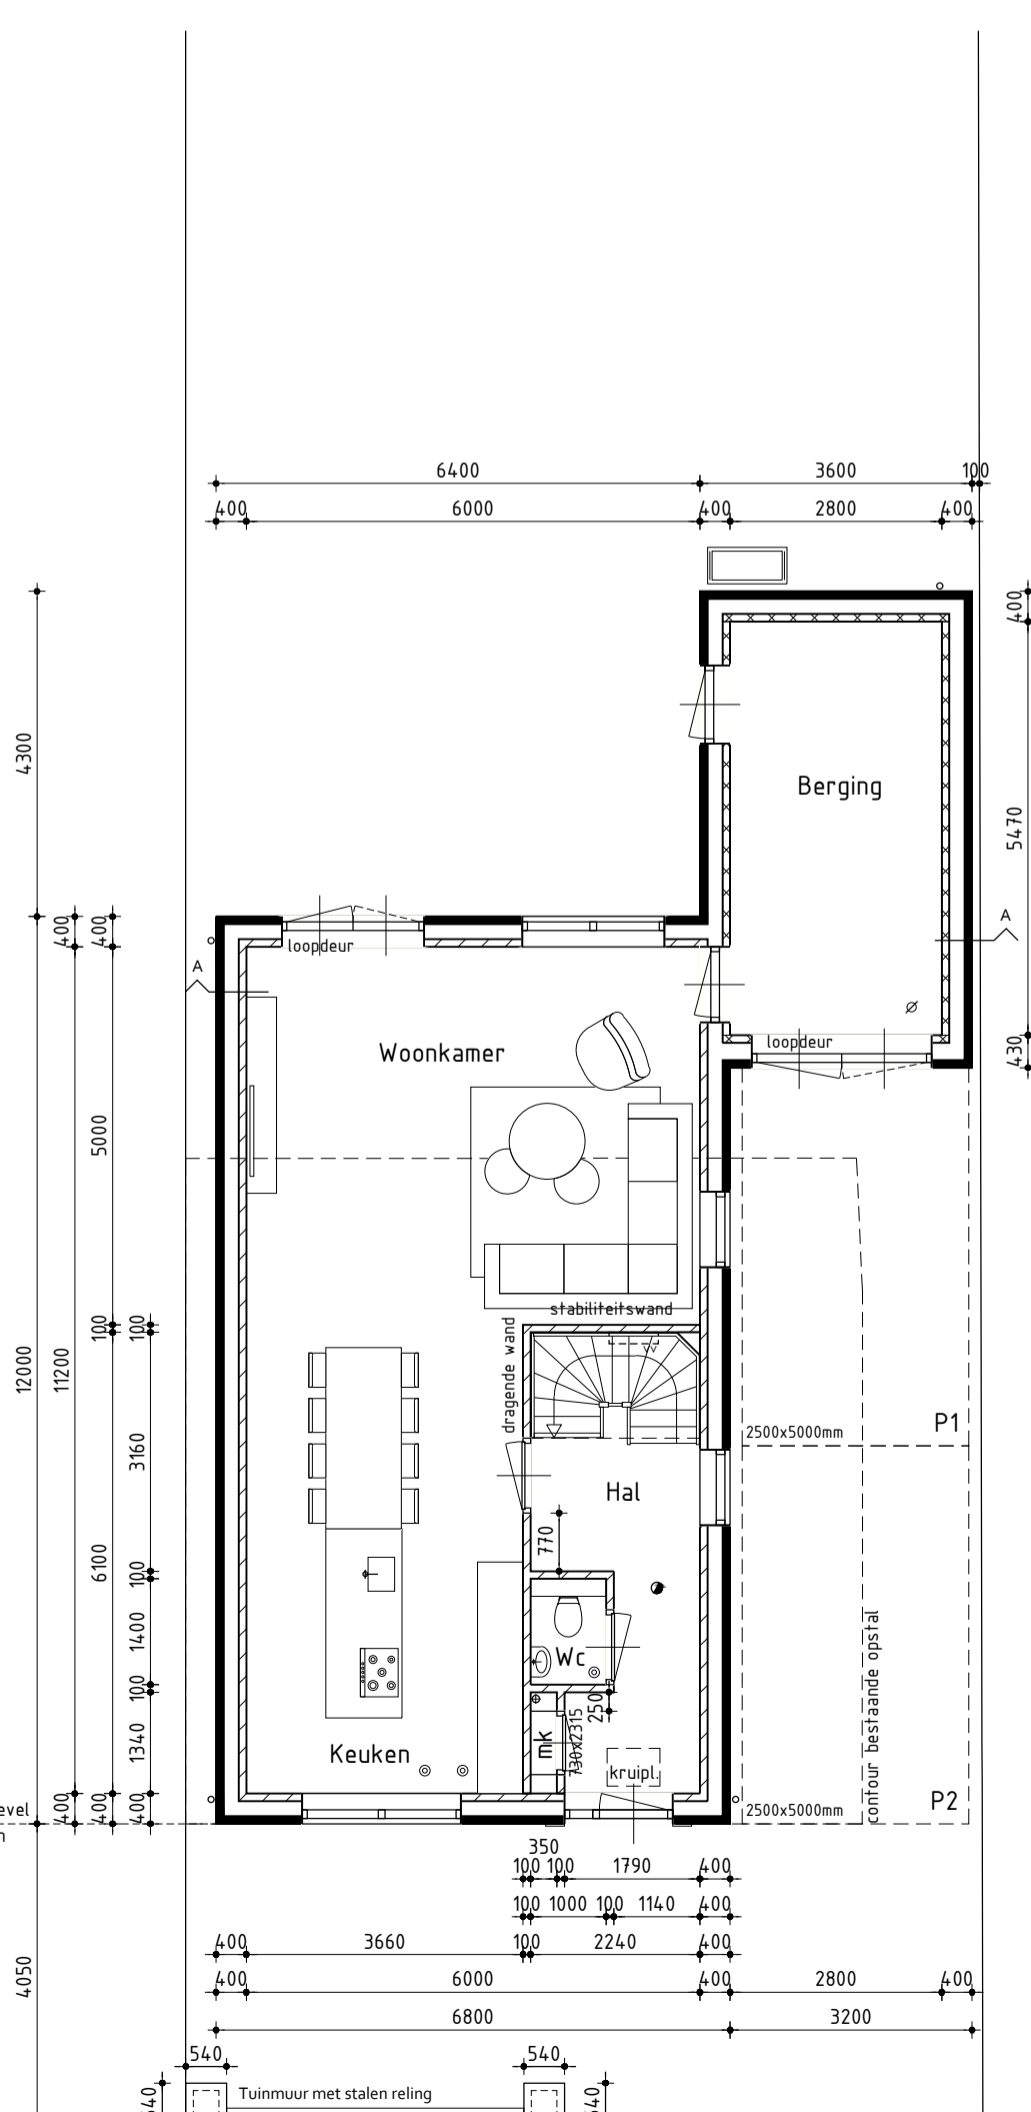 6400 3600 100
400 6000 400 2800 400
400
4300
Berging
5470
400 400
loopdeur
A
A
loopdeur
430
Woonkamer
5000
stabiliteitswand
100 100
dragende wand
12000 11200
3160
P1
2500x5000mm
Hal
770
6100
100
1400
Wc
contour bestaande opstal
100
250
1340
mk
730x2315
Keuken
kruipl.
P2
2500x5000mm
evel
n
400 400 400
350
100 100 1790 400
100 1000 100 1140 400
400 3660 100 2240 400
4050
400 6000 400 2800 400
6800 3200
540 540
Tuinmuur met stalen reling